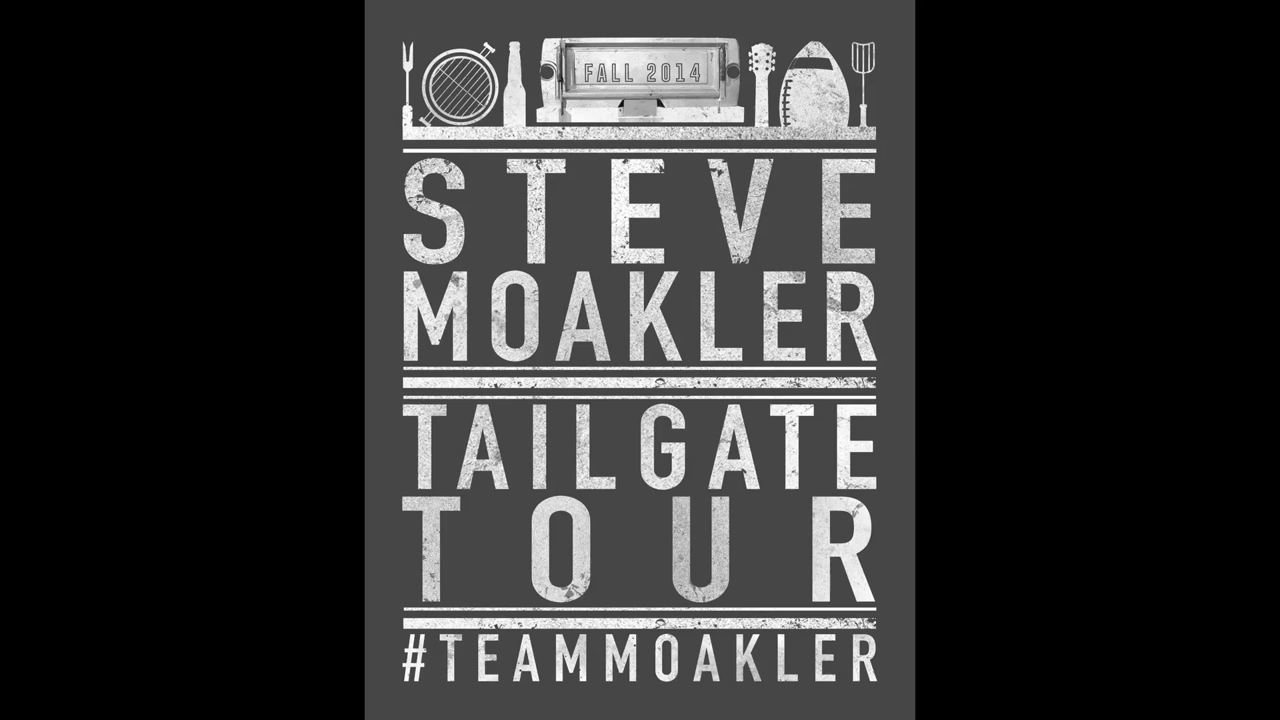 FALL 2014
STEVE
MOAKLER
TAILGATE
TOUR
#TEAMMOAKLER